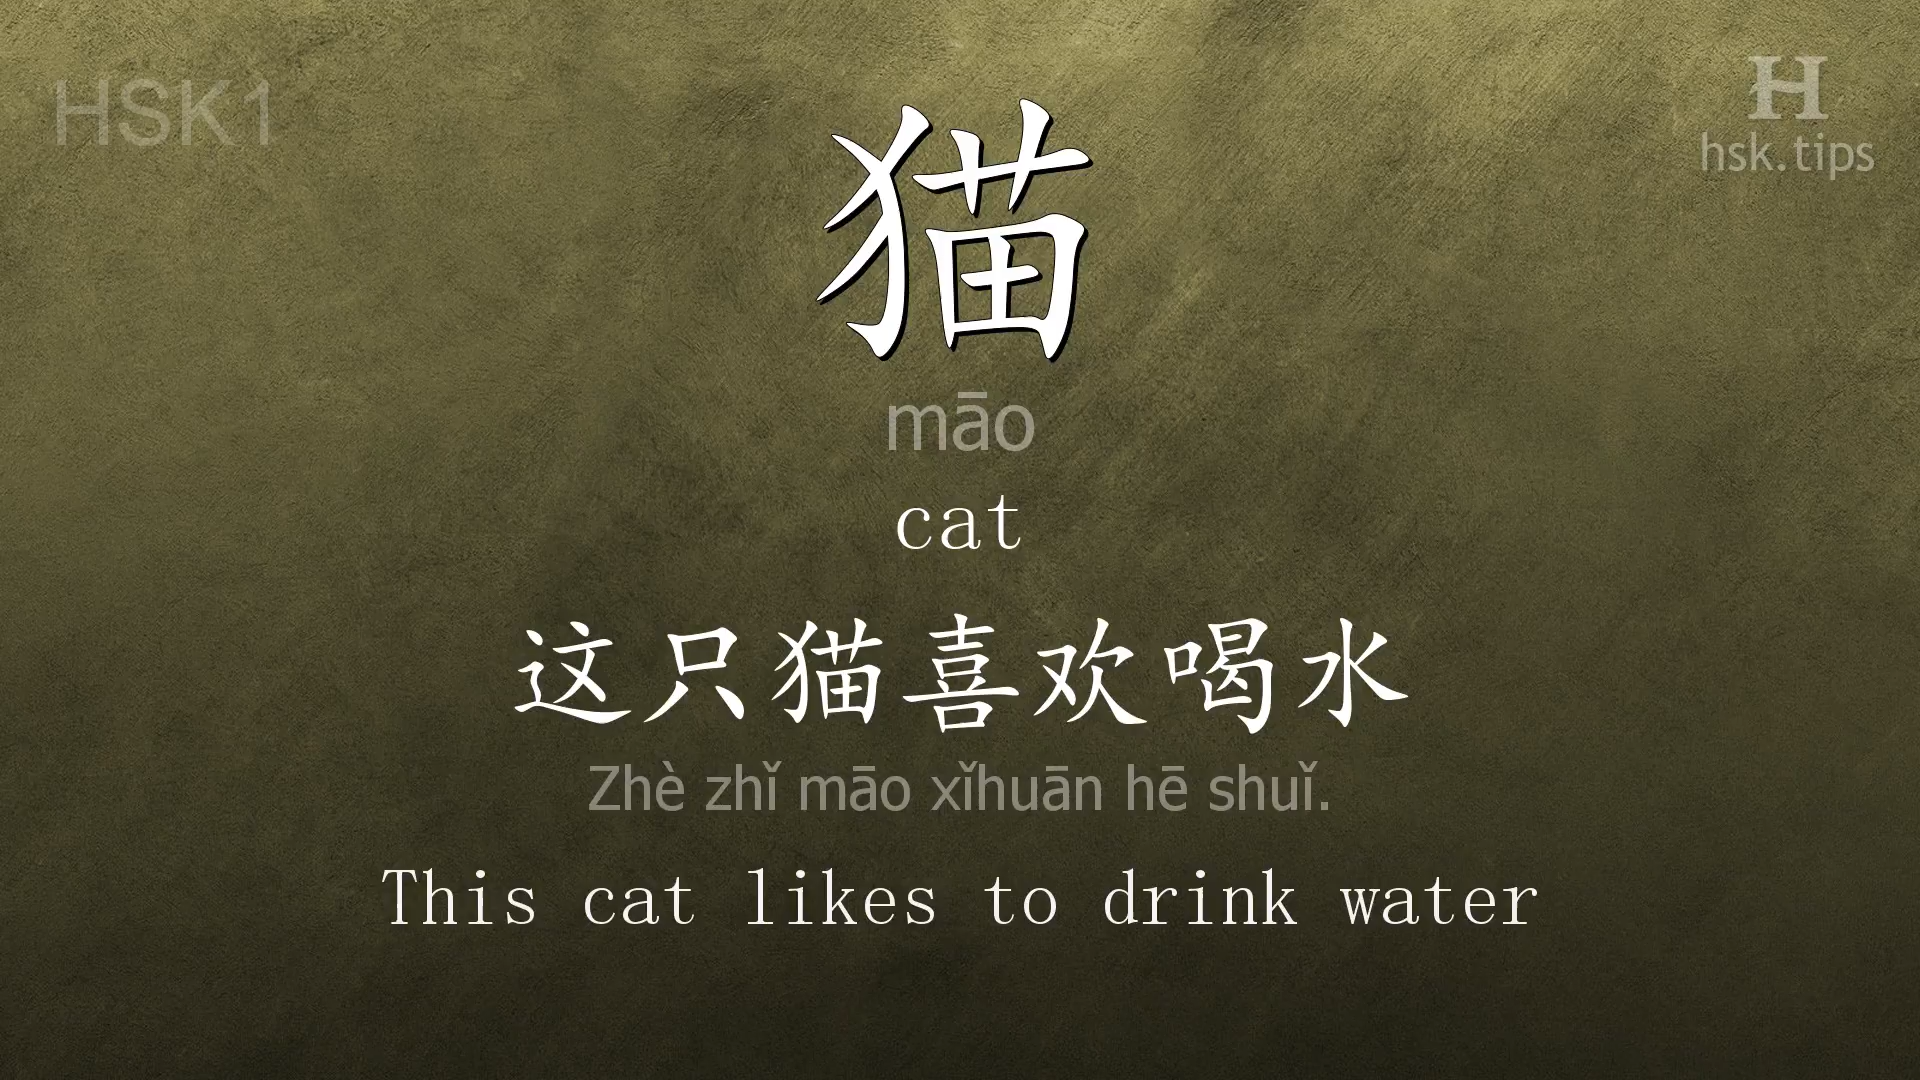 HSK1
H
hsk.tips
猫
māo
cat
这只猫喜欢喝水
Zhè zhǐ māo xǐhuān hē shuǐ.
This cat likes to drink water